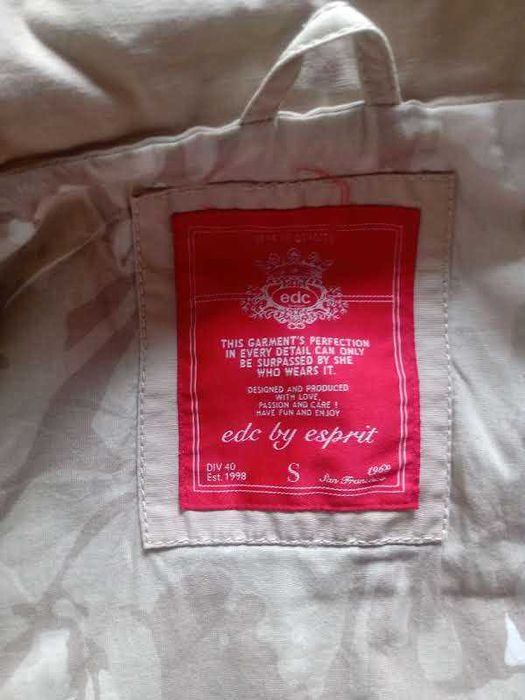 edc
THIS GARMENT'S PERFECTION
IN EVERY DETAIL CAN ONLY
BE SURPASSED BY SHE
WHO WEARS IT.
DESIGNED AND PRODUCED
WITH LOVE,
PASSION AND CARE !
HAVE FUN AND ENJOY
edc by esprit
DIV 40
Est. 1998
S
1968
San Francisco